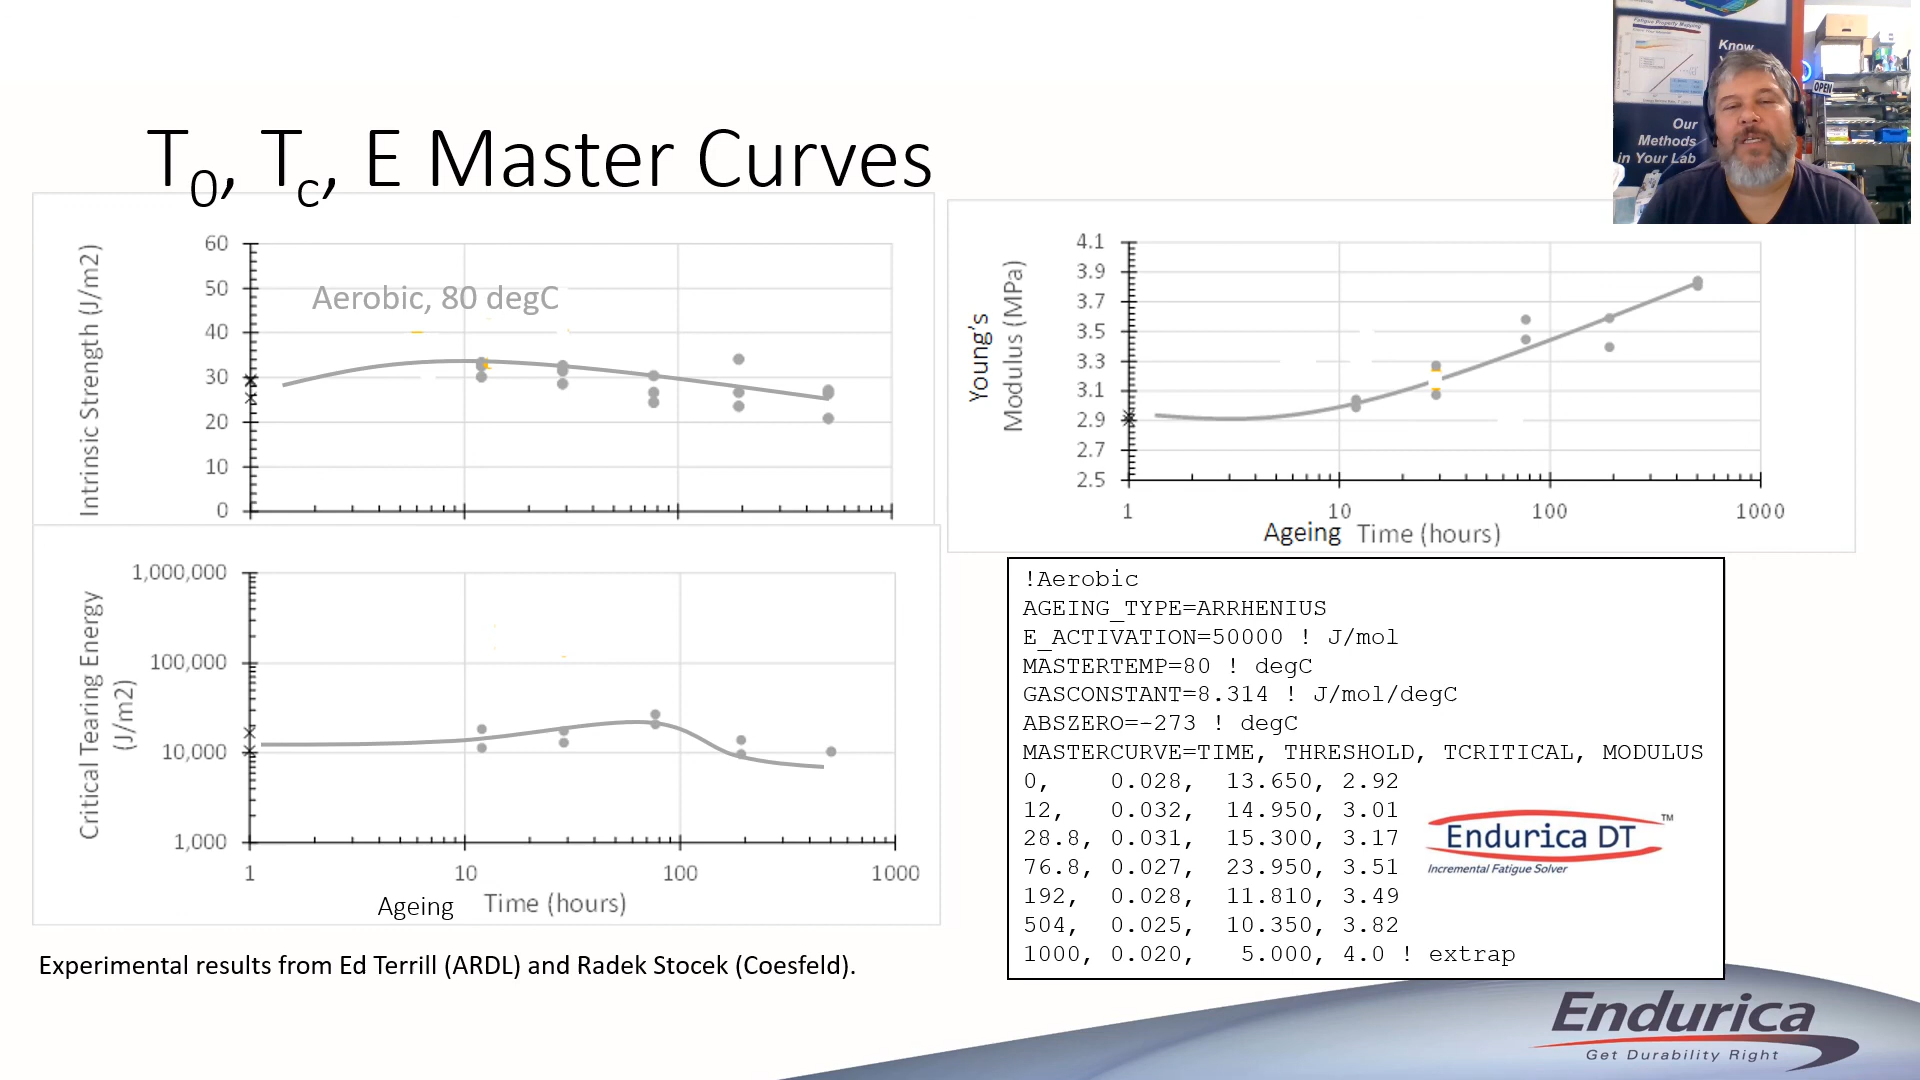 T0, Tc, E Master Curves
Know
Our
Methods
in Your Lab
OPEN
Intrinsic Strength (J/m2)
60
50
40
30
20
10
0
Aerobic, 80 degC
Young's
Modulus (MPa)
4.1
3.9
3.7
3.5
3.3
3.1
2.9
2.7
2.5
1 10 100 1000
Ageing Time (hours)
Critical Tearing Energy
(J/m2)
1,000,000
100,000
10,000
1,000
1 10 100 1000
Ageing Time (hours)
!Aerobic
AGEING_TYPE=ARRHENIUS
E_ACTIVATION=50000 ! J/mol
MASTERTEMP=80 ! degC
GASCONSTANT=8.314 ! J/mol/degC
ABSZERO=-273 ! degC
MASTERCURVE=TIME, THRESHOLD, TCRITICAL, MODULUS
0, 0.028, 13.650, 2.92
12, 0.032, 14.950, 3.01
28.8, 0.031, 15.300, 3.17
76.8, 0.027, 23.950, 3.51
192, 0.028, 11.810, 3.49
504, 0.025, 10.350, 3.82
1000, 0.020, 5.000, 4.0 ! extrap
Endurica DT™
Incremental Fatigue Solver
Experimental results from Ed Terrill (ARDL) and Radek Stocek (Coesfeld).
Endurica
Get Durability Right